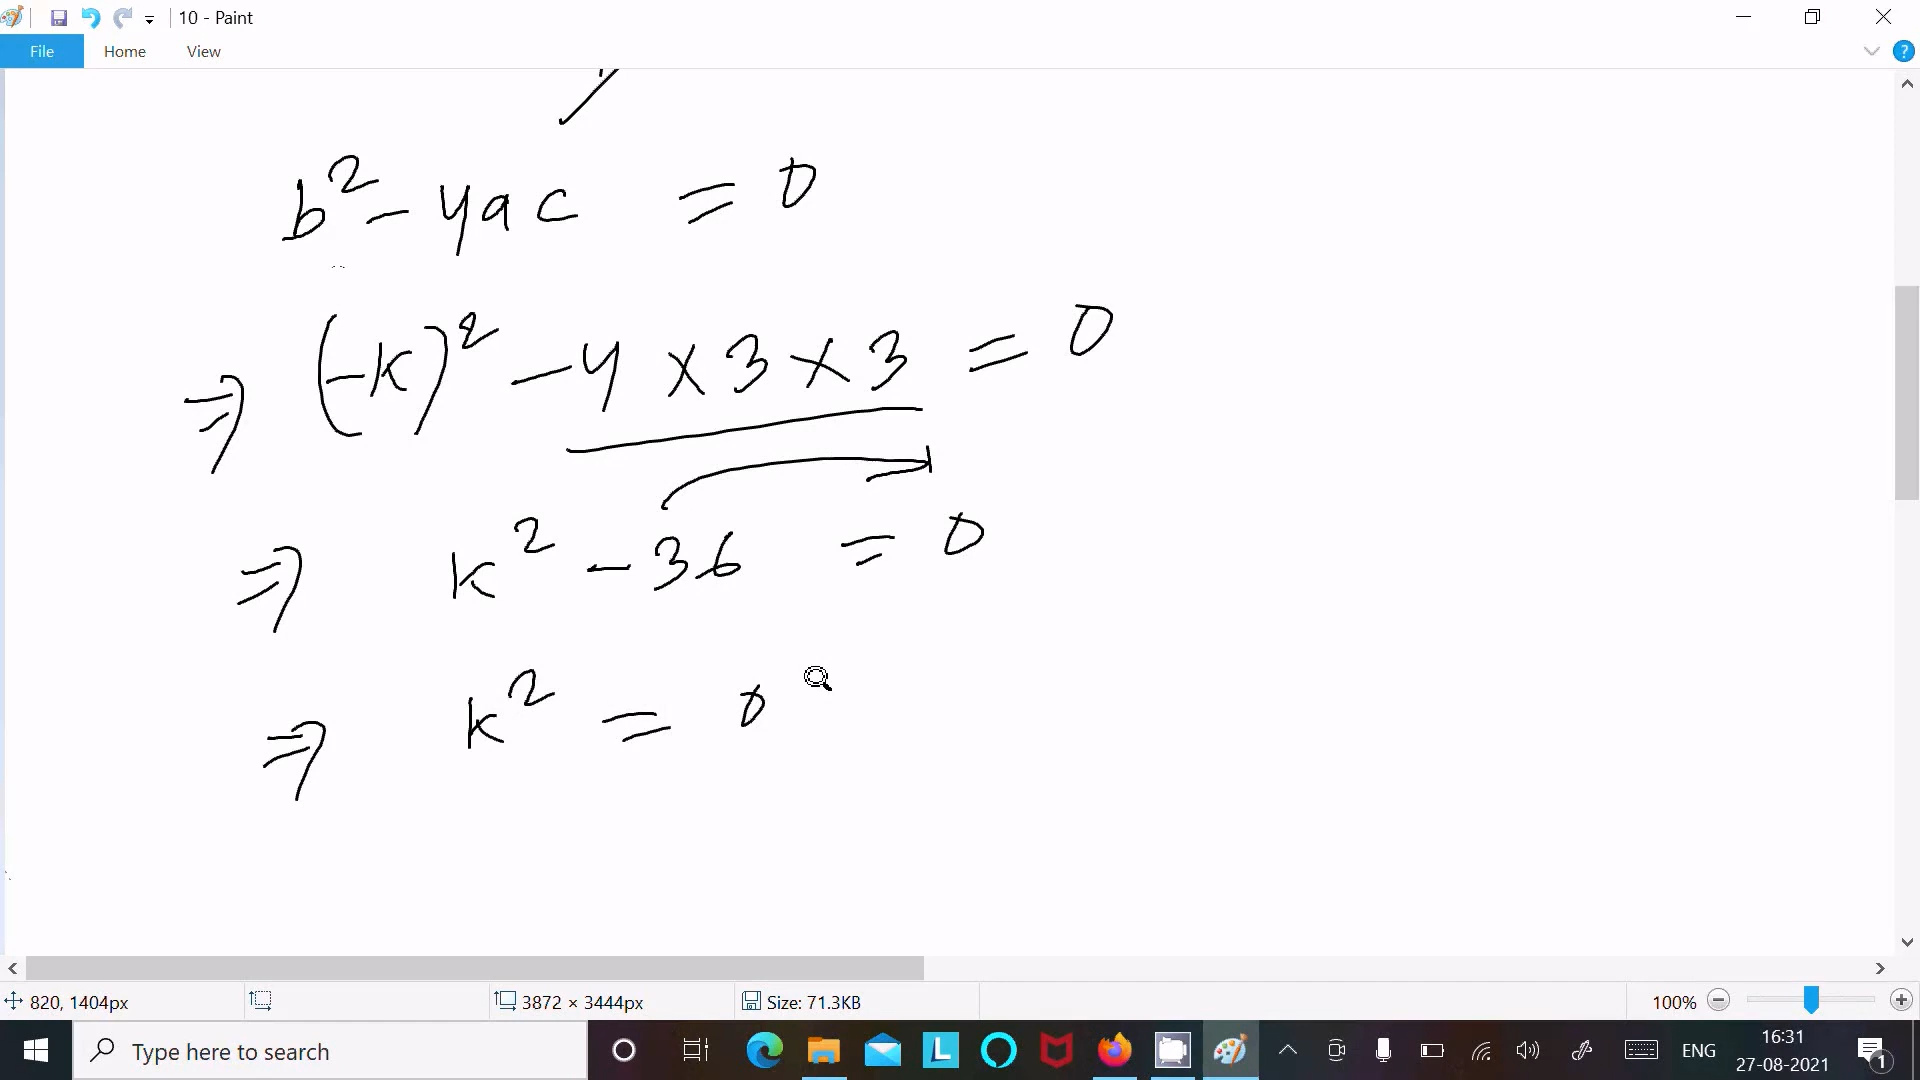 10 - Paint
File Home View
b² - 4ac = 0
⇒ (-k)² - 4 × 3 × 3 = 0
⇒ k² - 36 = 0
⇒ k² = 0
820, 1404px 3872 × 3444px Size: 71.3KB 100%
Type here to search L ENG 16:31
27-08-2021 1